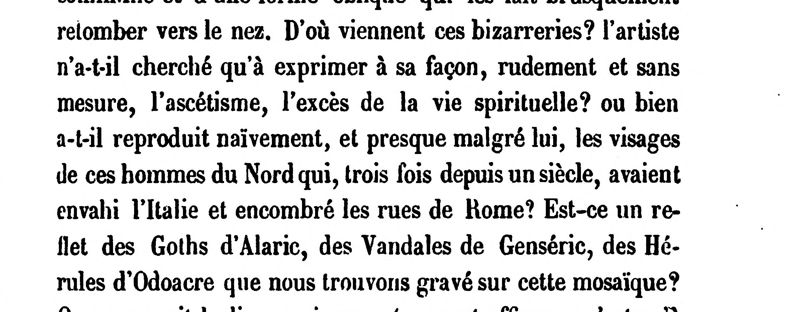 retomber vers le nez. D'où viennent ces bizarreries? l'artiste
n'a-t-il cherché qu'à exprimer à sa façon, rudement et sans
mesure, l'ascétisme, l'excès de la vie spirituelle? ou bien
a-t-il reproduit naïvement, et presque malgré lui, les visages
de ces hommes du Nord qui, trois fois depuis un siècle, avaient
envahi l'Italie et encombré les rues de Rome? Est-ce un re-
flet des Goths d'Alaric, des Vandales de Genséric, des Hé-
rules d'Odoacre que nous trouvons gravé sur cette mosaïque?